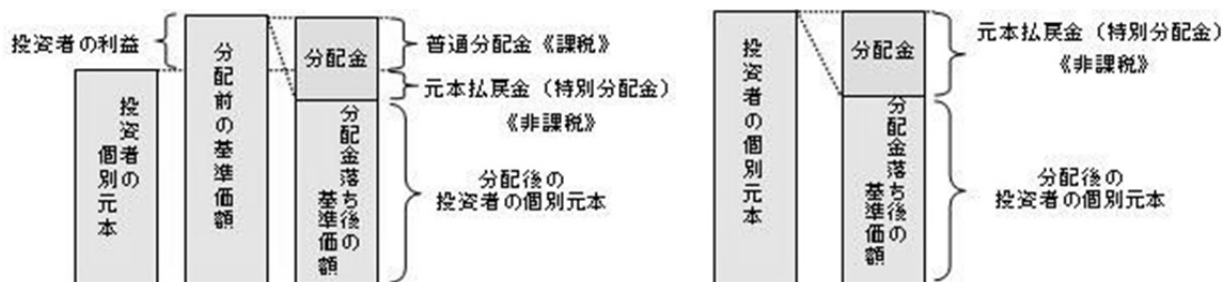 投資者の利益
投資者の
個別元本
分配前の基準価額
分配金
分配金落ち後の
基準価額
普通分配金《課税》
元本払戻金（特別分配金）
《非課税》
分配後の
投資者の個別元本
投資者の個別元本
分配金
分配金落ち後の
基準価額
元本払戻金（特別分配金）
《非課税》
分配後の
投資者の個別元本